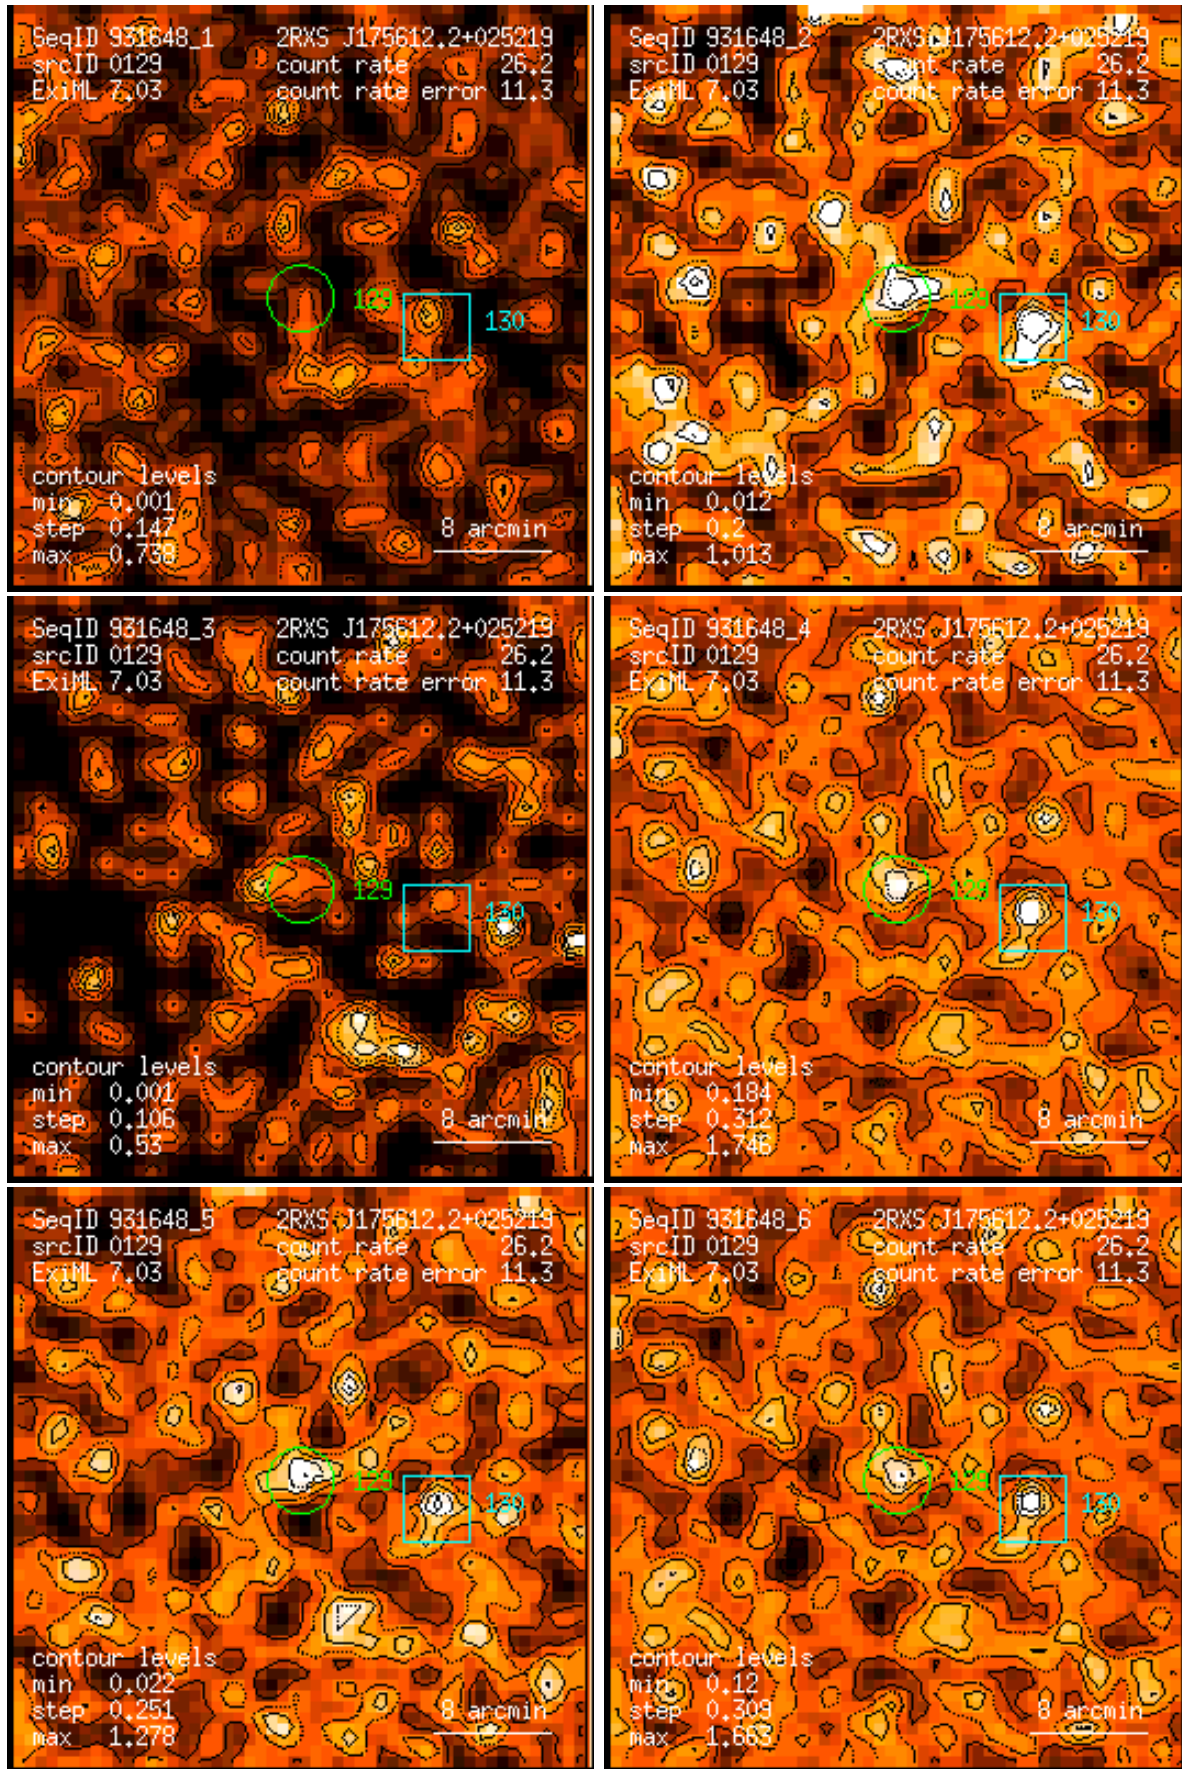 SeqID 931648_1 2RXS J175612.2+025219
srcID 0129 count rate 26.2
ExiML 7.03 count rate error 11.3
129
130
contour levels
min 0.001
step 0.147 8 arcmin
max 0.738
SeqID 931648_2 2RXS J175612.2+025219
srcID 0129 count rate 26.2
ExiML 7.03 count rate error 11.3
129
130
contour levels
min 0.012
step 0.2 8 arcmin
max 1.013
SeqID 931648_3 2RXS J175612.2+025219
srcID 0129 count rate 26.2
ExiML 7.03 count rate error 11.3
129
130
contour levels
min 0.001
step 0.106 8 arcmin
max 0.53
SeqID 931648_4 2RXS J175612.2+025219
srcID 0129 count rate 26.2
ExiML 7.03 count rate error 11.3
129
130
contour levels
min 0.184
step 0.312 8 arcmin
max 1.746
SeqID 931648_5 2RXS J175612.2+025219
srcID 0129 count rate 26.2
ExiML 7.03 count rate error 11.3
129
130
contour levels
min 0.022
step 0.251 8 arcmin
max 1.278
SeqID 931648_6 2RXS J175612.2+025219
srcID 0129 count rate 26.2
ExiML 7.03 count rate error 11.3
129
130
contour levels
min 0.12
step 0.309 8 arcmin
max 1.663